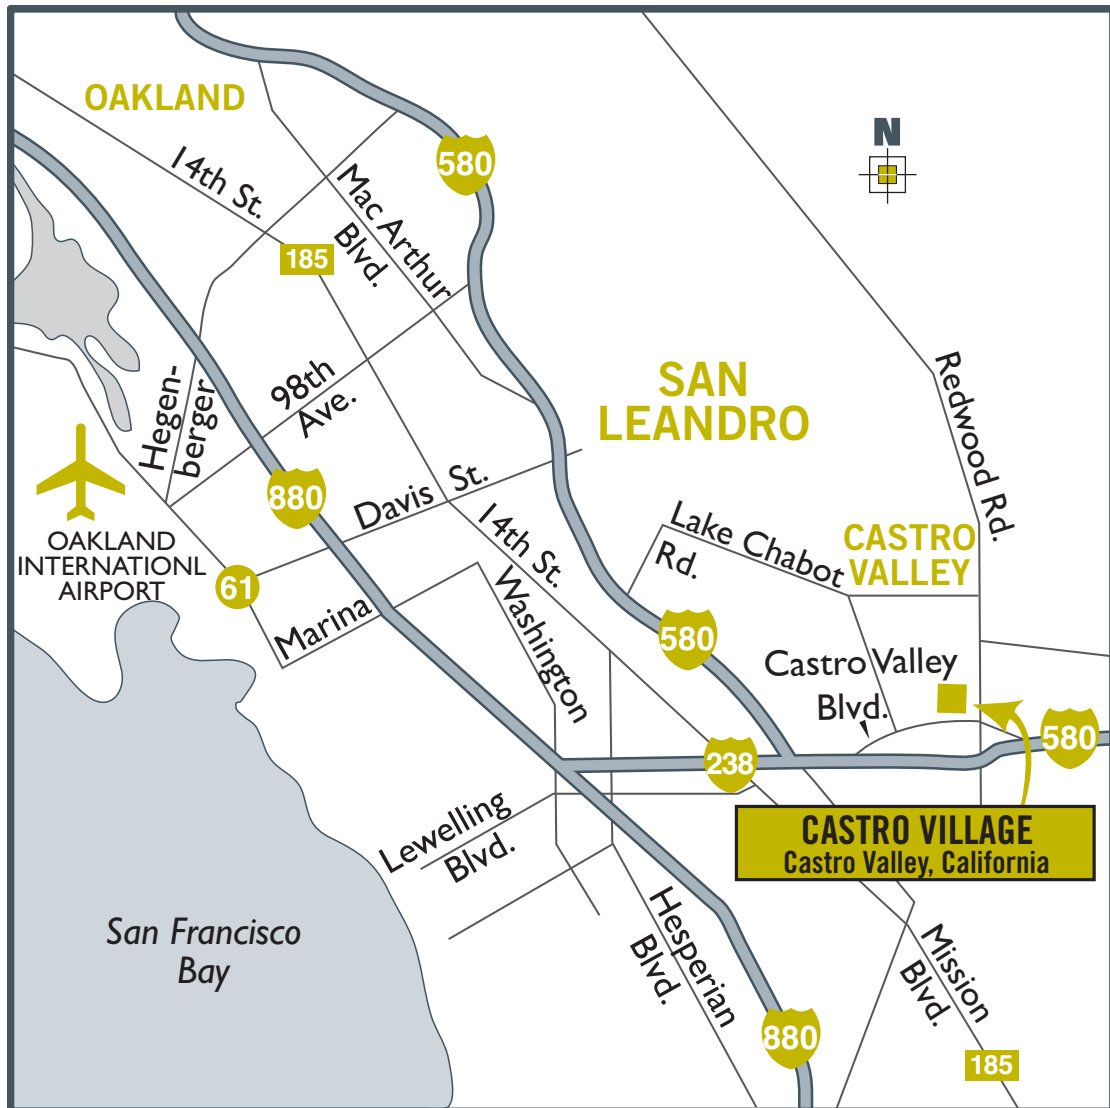 OAKLAND
580
N
14th St.
Mac Arthur
Blvd.
185
Hegen-
berger
98th
Ave.
SAN
LEANDRO
Redwood Rd.
880
Davis St.
OAKLAND
INTERNATIONL
AIRPORT
61
14th St.
Lake Chabot
Rd.
CASTRO
VALLEY
Marina
Washington
580
Castro Valley
Blvd.
580
238
Lewelling
Blvd.
CASTRO VILLAGE
Castro Valley, California
San Francisco
Bay
Hesperian
Blvd.
Mission
Blvd.
880
185